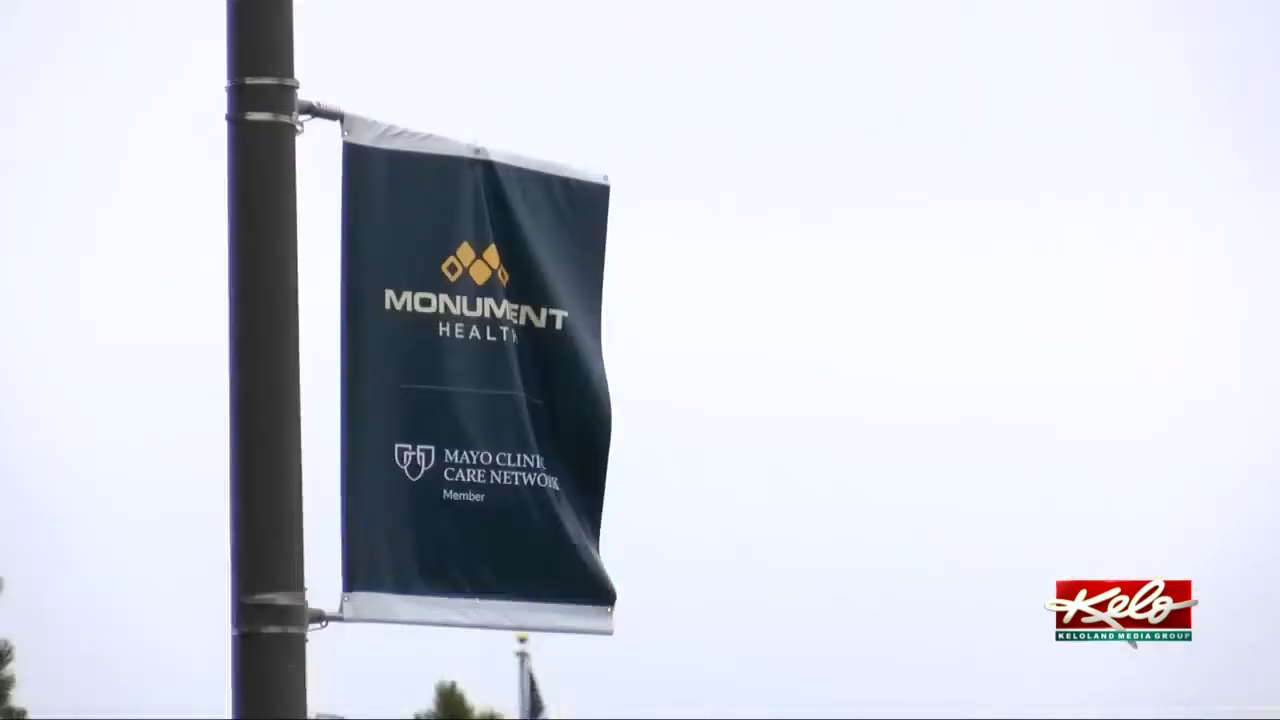 MONUMENT
HEALTH
MAYO CLINIC
CARE NETWORK
Member
Kelo
KELOLAND MEDIA GROUP